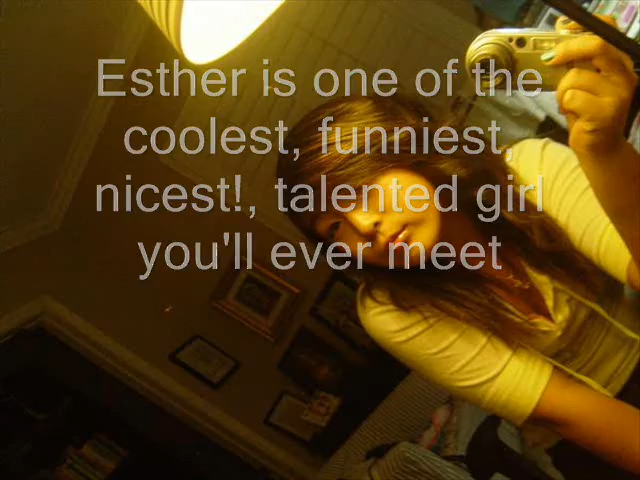 Esther is one of the
coolest, funniest,
nicest!, talented girl
you'll ever meet